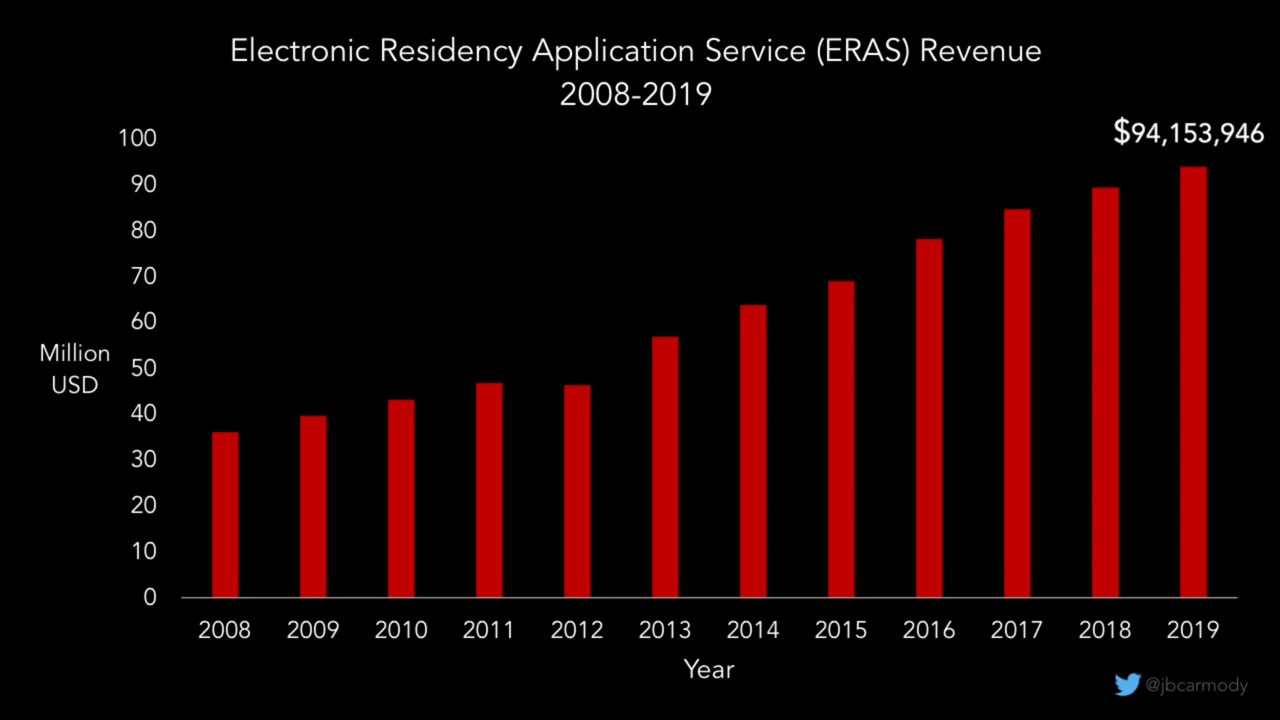 Electronic Residency Application Service (ERAS) Revenue
2008-2019
$94,153,946
100
90
80
70
60
50
40
30
20
10
0
Million
USD
2008 2009 2010 2011 2012 2013 2014 2015 2016 2017 2018 2019
Year
@jbcarmody